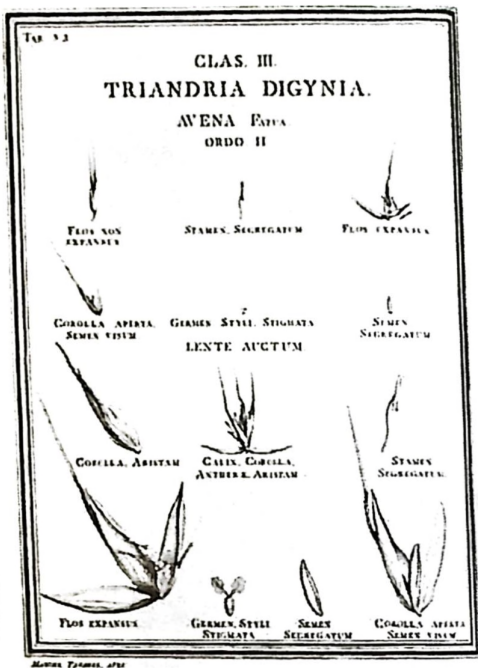 CLAS. III.
TRIANDRIA DIGYNIA.
AVENA FATUA.
ORDO II
FLOS NON
EXPANSUS
STAMEN, SEGREGATUM
FLOS EXPANSUS
COROLLA APERTA,
SEMEN VISUM
GERMEN STYLI, STIGMATA
SEMEN
SEGREGATUM
LENTE AUCTUM
COROLLA, ARISTAM
CALIX, COROLLA,
ANTHERÆ, ARISTAM
STAMEN
SEGREGATUM
FLOS EXPANSUS
GERMEN, STYLI
STIGMATA
SEMEN
SEGREGATUM
COROLLA APERTA
SEMEN VISUM